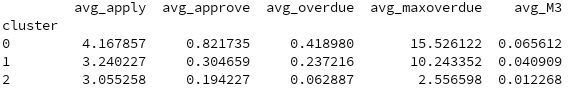 avg_apply avg_approve avg_overdue avg_maxoverdue avg_M3
cluster
0 4.167857 0.821735 0.418980 15.526122 0.065612
1 3.240227 0.304659 0.237216 10.243352 0.040909
2 3.055258 0.194227 0.062887 2.556598 0.012268